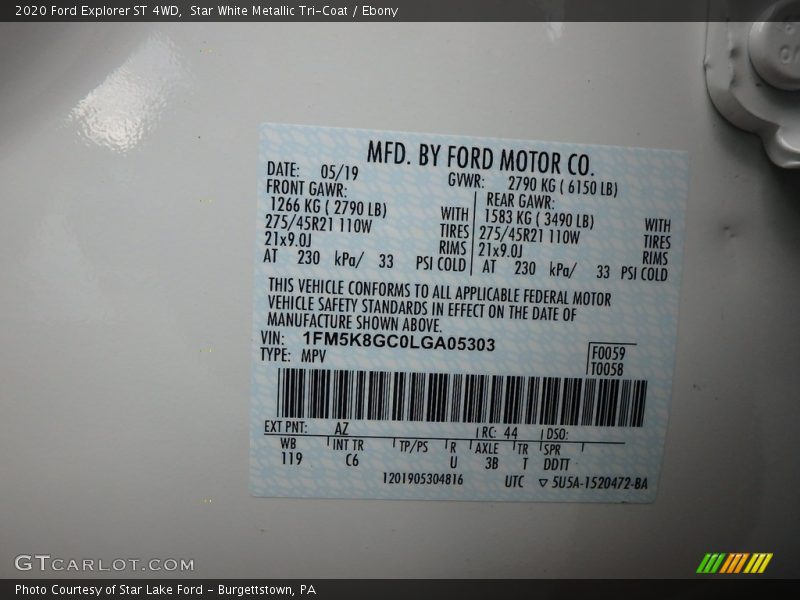 2020 Ford Explorer ST 4WD, Star White Metallic Tri-Coat / Ebony
MFD. BY FORD MOTOR CO.
DATE: 05/19 GVWR: 2790 KG ( 6150 LB)
FRONT GAWR: REAR GAWR:
1266 KG ( 2790 LB) WITH 1583 KG ( 3490 LB) WITH
275/45R21 110W TIRES 275/45R21 110W TIRES
21x9.0J RIMS 21x9.0J RIMS
AT 230 kPa/ 33 PSI COLD AT 230 kPa/ 33 PSI COLD
THIS VEHICLE CONFORMS TO ALL APPLICABLE FEDERAL MOTOR
VEHICLE SAFETY STANDARDS IN EFFECT ON THE DATE OF
MANUFACTURE SHOWN ABOVE.
VIN: 1FM5K8GC0LGA05303
TYPE: MPV
F0059
T0058
EXT PNT: AZ RC: 44 DSO:
WB INT TR TP/PS R AXLE TR SPR
119 C6 U 3B T DDTT
1201905304816 UTC ▽ 5U5A-1520472-BA
GTCARLOT.COM
Photo Courtesy of Star Lake Ford - Burgettstown, PA